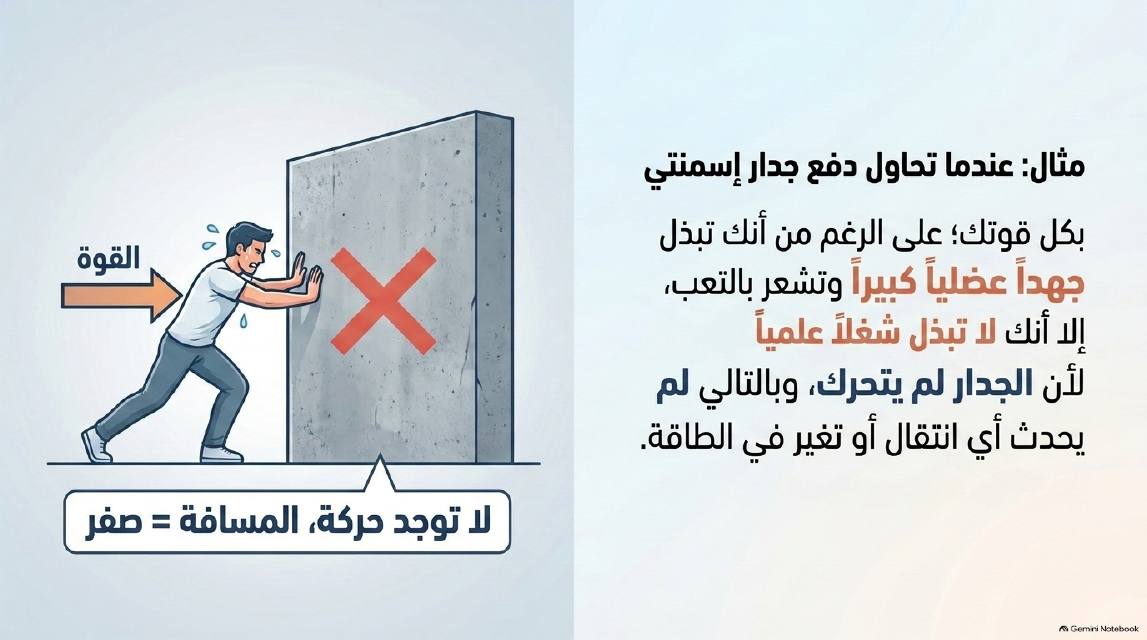 مثال: عندما تحاول دفع جدار إسمنتي
بكل قوتك؛ على الرغم من أنك تبذل
جهداً عضلياً كبيراً وتشعر بالتعب،
إلا أنك لا تبذل شغلاً علمياً
لأن الجدار لم يتحرك، وبالتالي لم
يحدث أي انتقال أو تغير في الطاقة.
القوة
لا توجد حركة، المسافة = صفر
Gemini Notebook